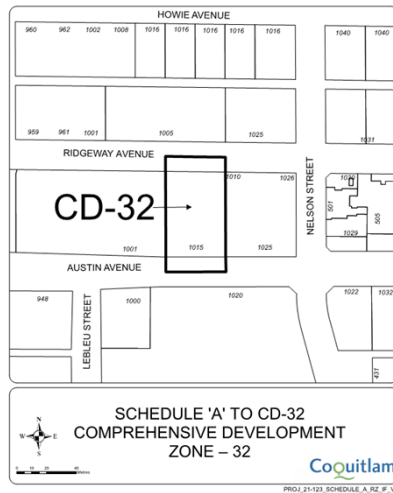 HOWIE AVENUE
960 962 1002 1008 1016 1016 1016 1016 1016 1040 1040
959 961 1001 1005 1025 1031
RIDGEWAY AVENUE
1010 1026
NELSON STREET
CD-32
501
505
1029
1001 1015 1025
AUSTIN AVENUE
948
LEBLEU STREET
1000 1020 1022 1032
431
SCHEDULE 'A' TO CD-32
COMPREHENSIVE DEVELOPMENT
ZONE – 32
N
W E
S
Coquitlam
PROJ_21-123_SCHEDULE_A_RZ_IF_V